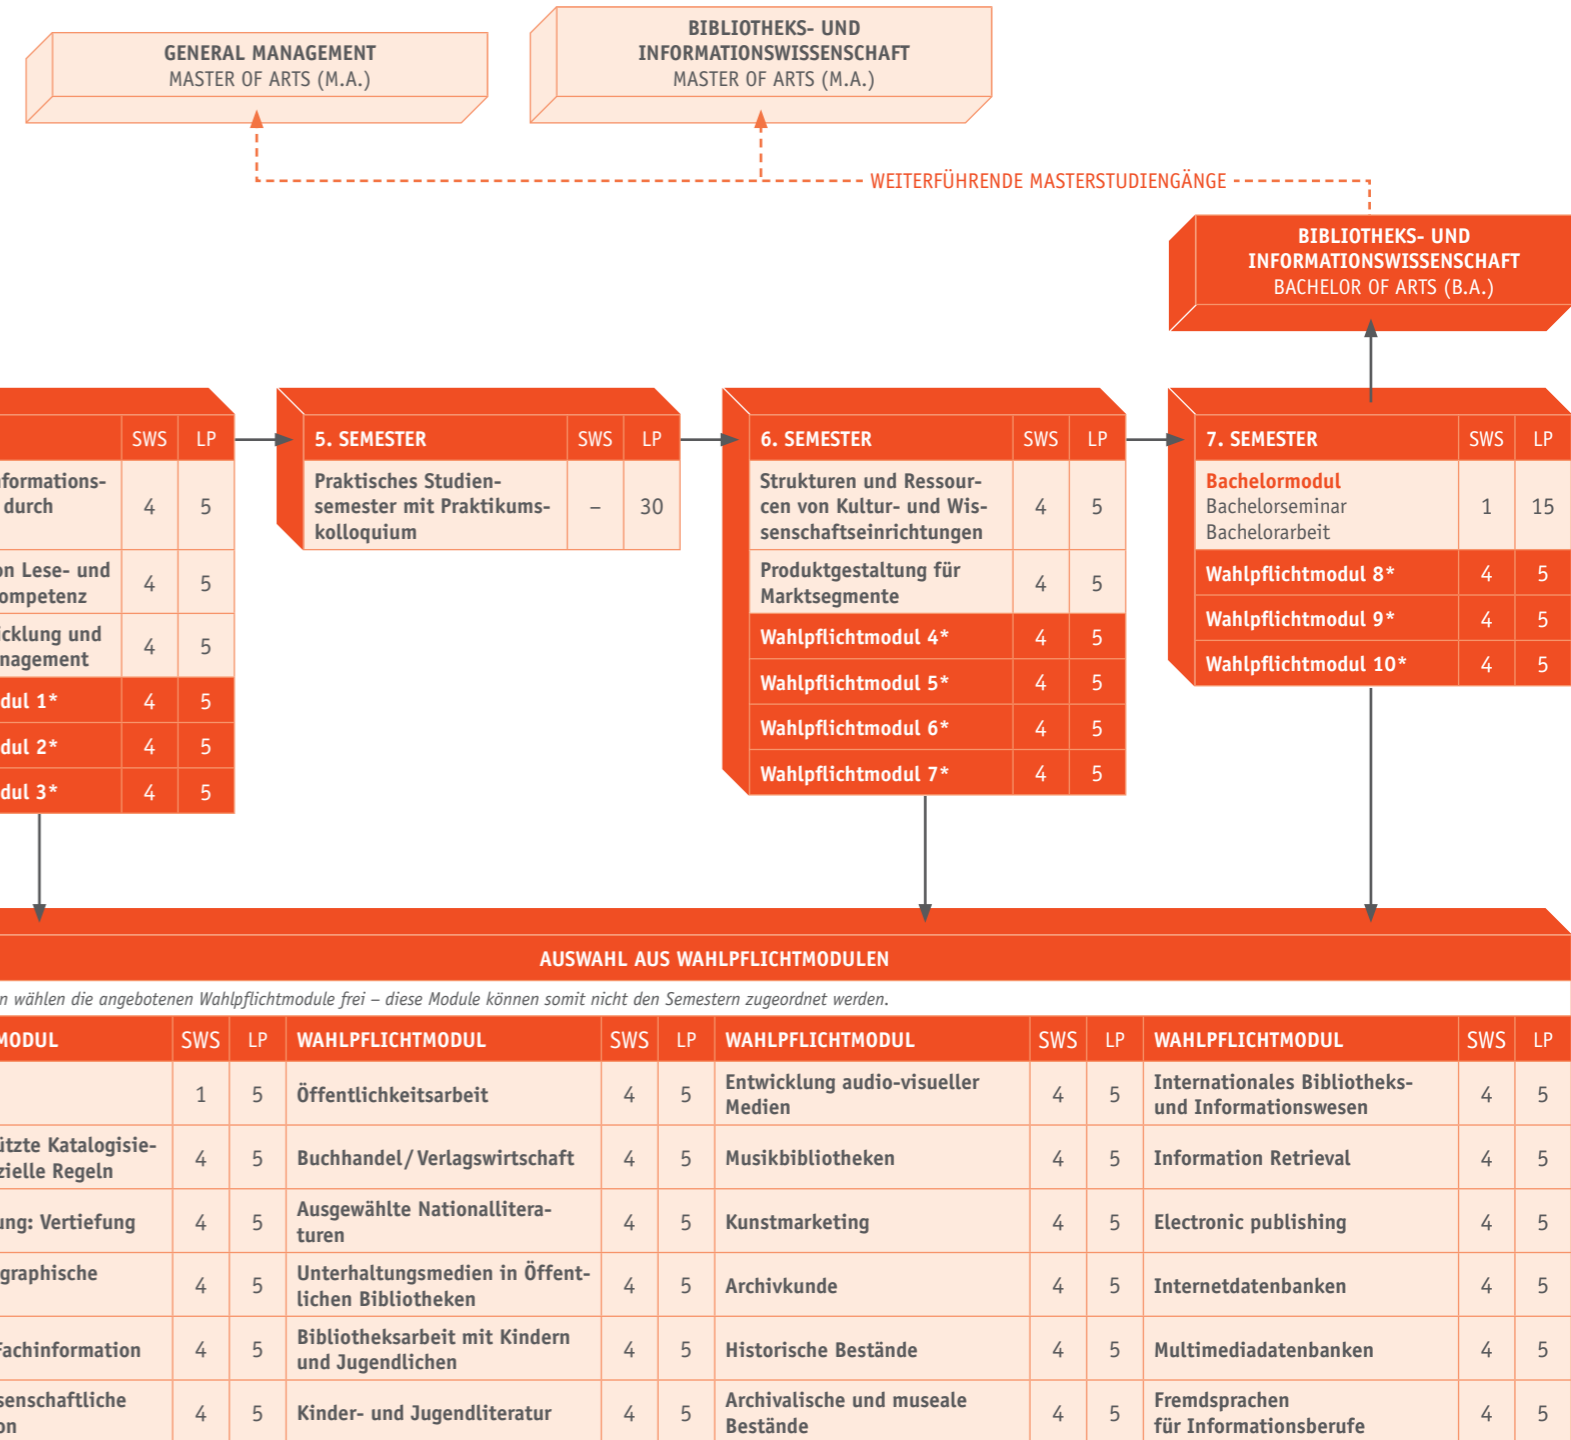 GENERAL MANAGEMENT
MASTER OF ARTS (M.A.)
BIBLIOTHEKS- UND
INFORMATIONSWISSENSCHAFT
MASTER OF ARTS (M.A.)
WEITERFÜHRENDE MASTERSTUDIENGÄNGE
BIBLIOTHEKS- UND
INFORMATIONSWISSENSCHAFT
BACHELOR OF ARTS (B.A.)
SWS LP
nformations-
durch
4 5
on Lese- und
ompetenz
4 5
icklung und
nagement
4 5
dul 1* 4 5
dul 2* 4 5
dul 3* 4 5
5. SEMESTER SWS LP
Praktisches Studien-
semester mit Praktikums-
kolloquium
– 30
6. SEMESTER SWS LP
Strukturen und Ressour-
cen von Kultur- und Wis-
senschaftseinrichtungen
4 5
Produktgestaltung für
Marktsegmente
4 5
Wahlpflichtmodul 4* 4 5
Wahlpflichtmodul 5* 4 5
Wahlpflichtmodul 6* 4 5
Wahlpflichtmodul 7* 4 5
7. SEMESTER SWS LP
Bachelormodul
Bachelorseminar
Bachelorarbeit
1 15
Wahlpflichtmodul 8* 4 5
Wahlpflichtmodul 9* 4 5
Wahlpflichtmodul 10* 4 5
AUSWAHL AUS WAHLPFLICHTMODULEN
n wählen die angebotenen Wahlpflichtmodule frei – diese Module können somit nicht den Semestern zugeordnet werden.
MODUL SWS LP
1 5
ützte Katalogisie-
zielle Regeln
4 5
ung: Vertiefung 4 5
graphische
4 5
Fachinformation 4 5
senschaftliche
on
4 5
WAHLPFLICHTMODUL SWS LP
Öffentlichkeitsarbeit 4 5
Buchhandel/Verlagswirtschaft 4 5
Ausgewählte Nationallitera-
turen
4 5
Unterhaltungsmedien in Öffent-
lichen Bibliotheken
4 5
Bibliotheksarbeit mit Kindern
und Jugendlichen
4 5
Kinder- und Jugendliteratur 4 5
WAHLPFLICHTMODUL SWS LP
Entwicklung audio-visueller
Medien
4 5
Musikbibliotheken 4 5
Kunstmarketing 4 5
Archivkunde 4 5
Historische Bestände 4 5
Archivalische und museale
Bestände
4 5
WAHLPFLICHTMODUL SWS LP
Internationales Bibliotheks-
und Informationswesen
4 5
Information Retrieval 4 5
Electronic publishing 4 5
Internetdatenbanken 4 5
Multimediadatenbanken 4 5
Fremdsprachen
für Informationsberufe
4 5